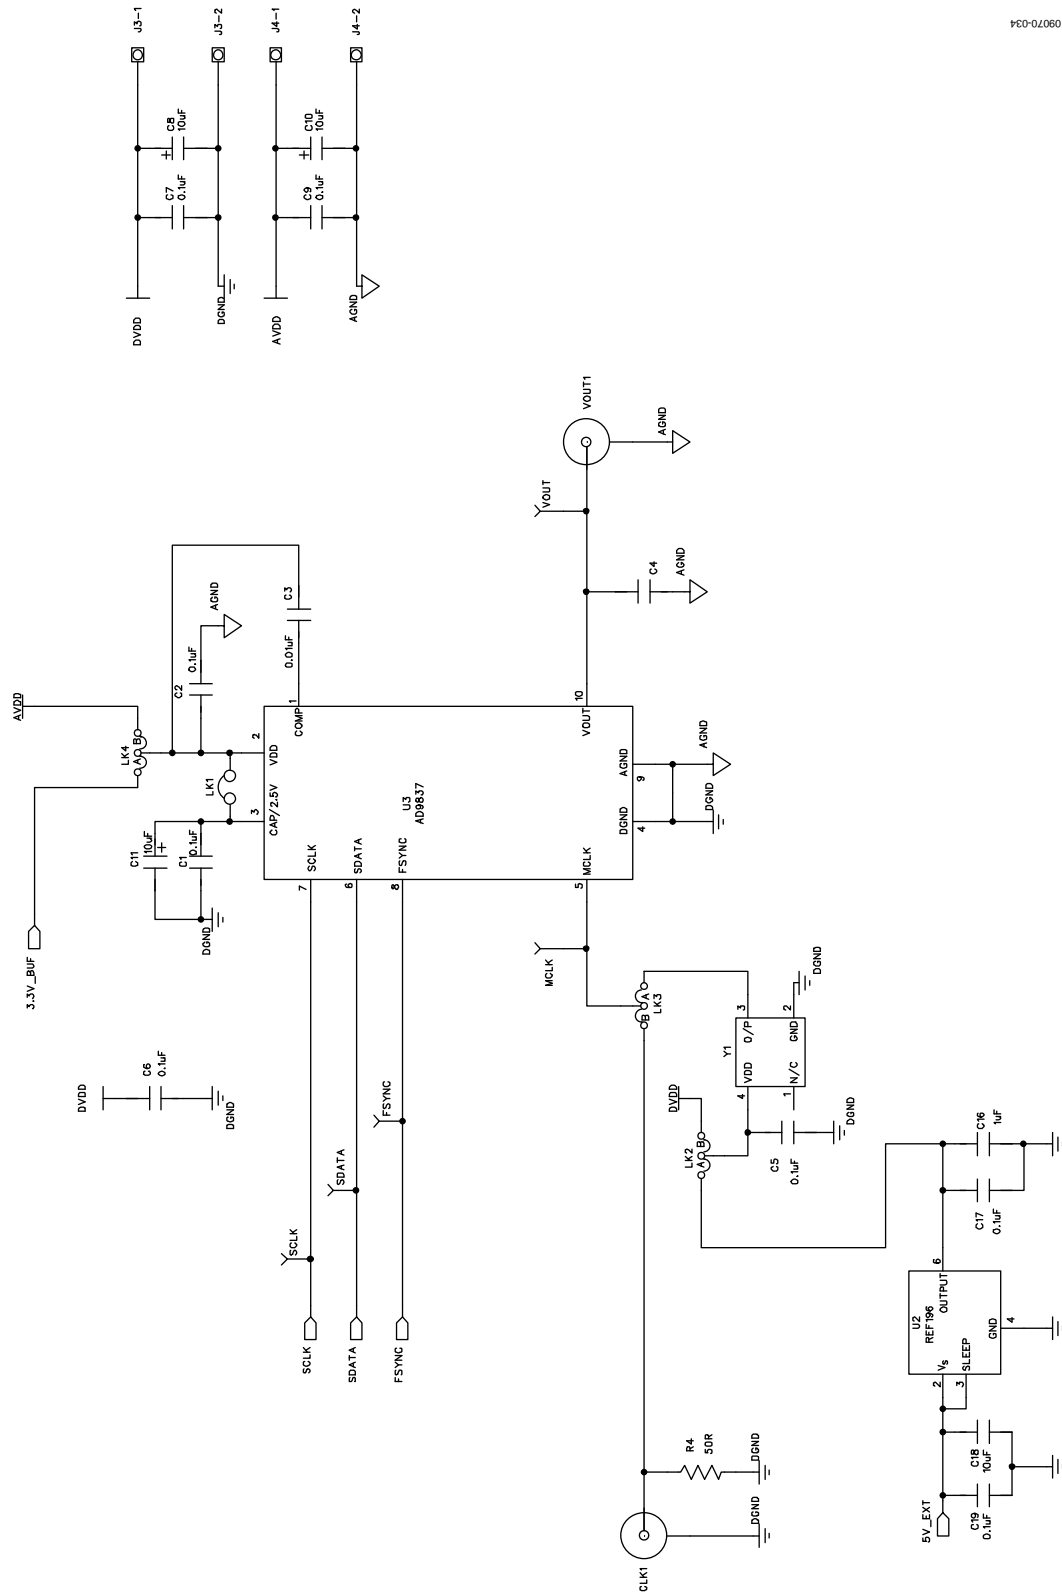 09070-034
J3-1
J3-2
J4-1
J4-2
C8
10uF
+
C10
10uF
+
C7
0.1uF
C9
0.1uF
DVDD
DGND
AVDD
AGND
VOUT1
AGND
VOUT
C4
AGND
C3
0.01uF
AGND
0.1uF
C2
AVDD
LK4
A B
3.3V_BUF
LK1
C11
10uF
+
C1
0.1uF
DGND
COMP
1
2
VDD
3
CAP/2.5V
U3
AD9837
7
SCLK
6
SDATA
8
FSYNC
5
MCLK
VOUT
10
AGND
9
DGND
4
AGND
DGND
DVDD
C6
0.1uF
DGND
MCLK
B A
LK3
Y1
O/P
3
GND
2
VDD
4
N/C
1
DGND
DVDD
LK2
A B
C5
0.1uF
DGND
FSYNC
SDATA
SCLK
SCLK
SDATA
FSYNC
C16
1uF
C17
0.1uF
U2
REF196
OUTPUT
6
GND
4
Vs
2
SLEEP
3
C18
10uF
C19
0.1uF
5V_EXT
R4
50R
DGND
DGND
CLK1